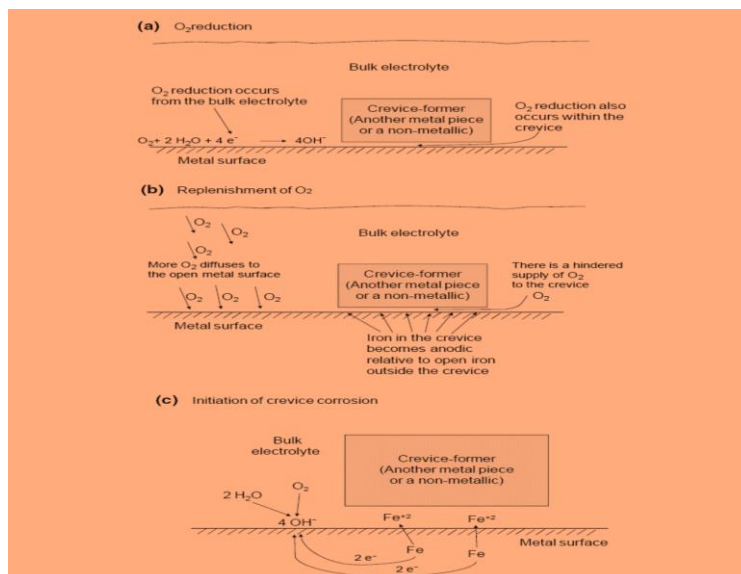 (a) O₂reduction
Bulk electrolyte
O₂ reduction occurs
from the bulk electrolyte
O₂+ 2 H₂O + 4 e⁻ → 4OH⁻
Metal surface
Crevice-former
(Another metal piece
or a non-metallic)
O₂ reduction also
occurs within the
crevice
(b) Replenishment of O₂
O₂
O₂
O₂
Bulk electrolyte
More O₂ diffuses to
the open metal surface
O₂ O₂ O₂
Metal surface
Crevice-former
(Another metal piece
or a non-metallic)
There is a hindered
supply of O₂
to the crevice
O₂
Iron in the crevice
becomes anodic
relative to open iron
outside the crevice
(c) Initiation of crevice corrosion
Bulk
electrolyte
Crevice-former
(Another metal piece
or a non-metallic)
O₂
2 H₂O
4 OH⁻
Fe⁺² Fe⁺²
Metal surface
Fe Fe
2 e⁻
2 e⁻